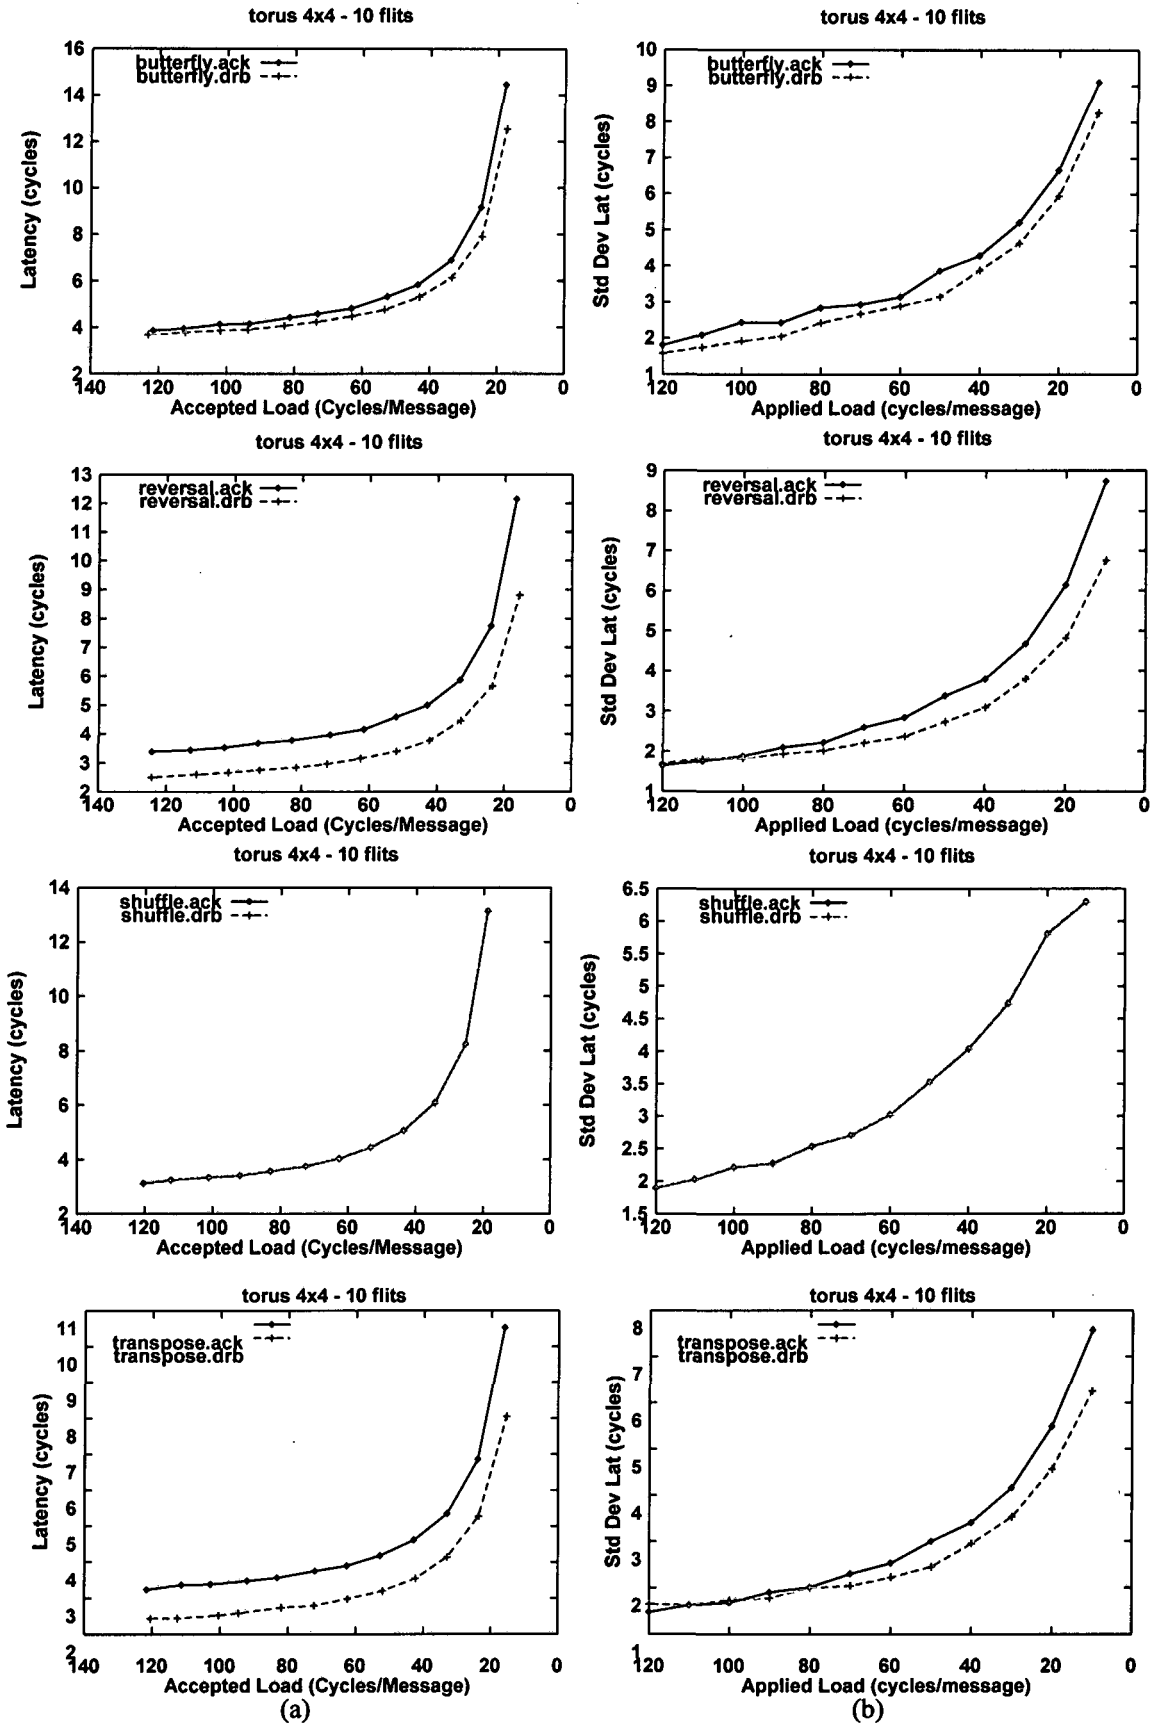 torus 4x4 - 10 flits
16
14
12
10
8
6
4
2
butterfly.ack
butterfly.drb
Latency (cycles)
140 120 100 80 60 40 20 0
Accepted Load (Cycles/Message)
torus 4x4 - 10 flits
10
9
8
7
6
5
4
3
2
1
butterfly.ack
butterfly.drb
Std Dev Lat (cycles)
120 100 80 60 40 20 0
Applied Load (cycles/message)
torus 4x4 - 10 flits
13
12
11
10
9
8
7
6
5
4
3
2
reversal.ack
reversal.drb
Latency (cycles)
140 120 100 80 60 40 20 0
Accepted Load (Cycles/Message)
torus 4x4 - 10 flits
9
8
7
6
5
4
3
2
1
reversal.ack
reversal.drb
Std Dev Lat (cycles)
120 100 80 60 40 20 0
Applied Load (cycles/message)
torus 4x4 - 10 flits
14
12
10
8
6
4
2
shuffle.ack
shuffle.drb
Latency (cycles)
140 120 100 80 60 40 20 0
Accepted Load (Cycles/Message)
torus 4x4 - 10 flits
6.5
6
5.5
5
4.5
4
3.5
3
2.5
2
1.5
shuffle.ack
shuffle.drb
Std Dev Lat (cycles)
120 100 80 60 40 20 0
Applied Load (cycles/message)
torus 4x4 - 10 flits
11
10
9
8
7
6
5
4
3
2
transpose.ack
transpose.drb
Latency (cycles)
140 120 100 80 60 40 20 0
Accepted Load (Cycles/Message)
(a)
torus 4x4 - 10 flits
8
7
6
5
4
3
2
1
transpose.ack
transpose.drb
Std Dev Lat (cycles)
120 100 80 60 40 20 0
Applied Load (cycles/message)
(b)